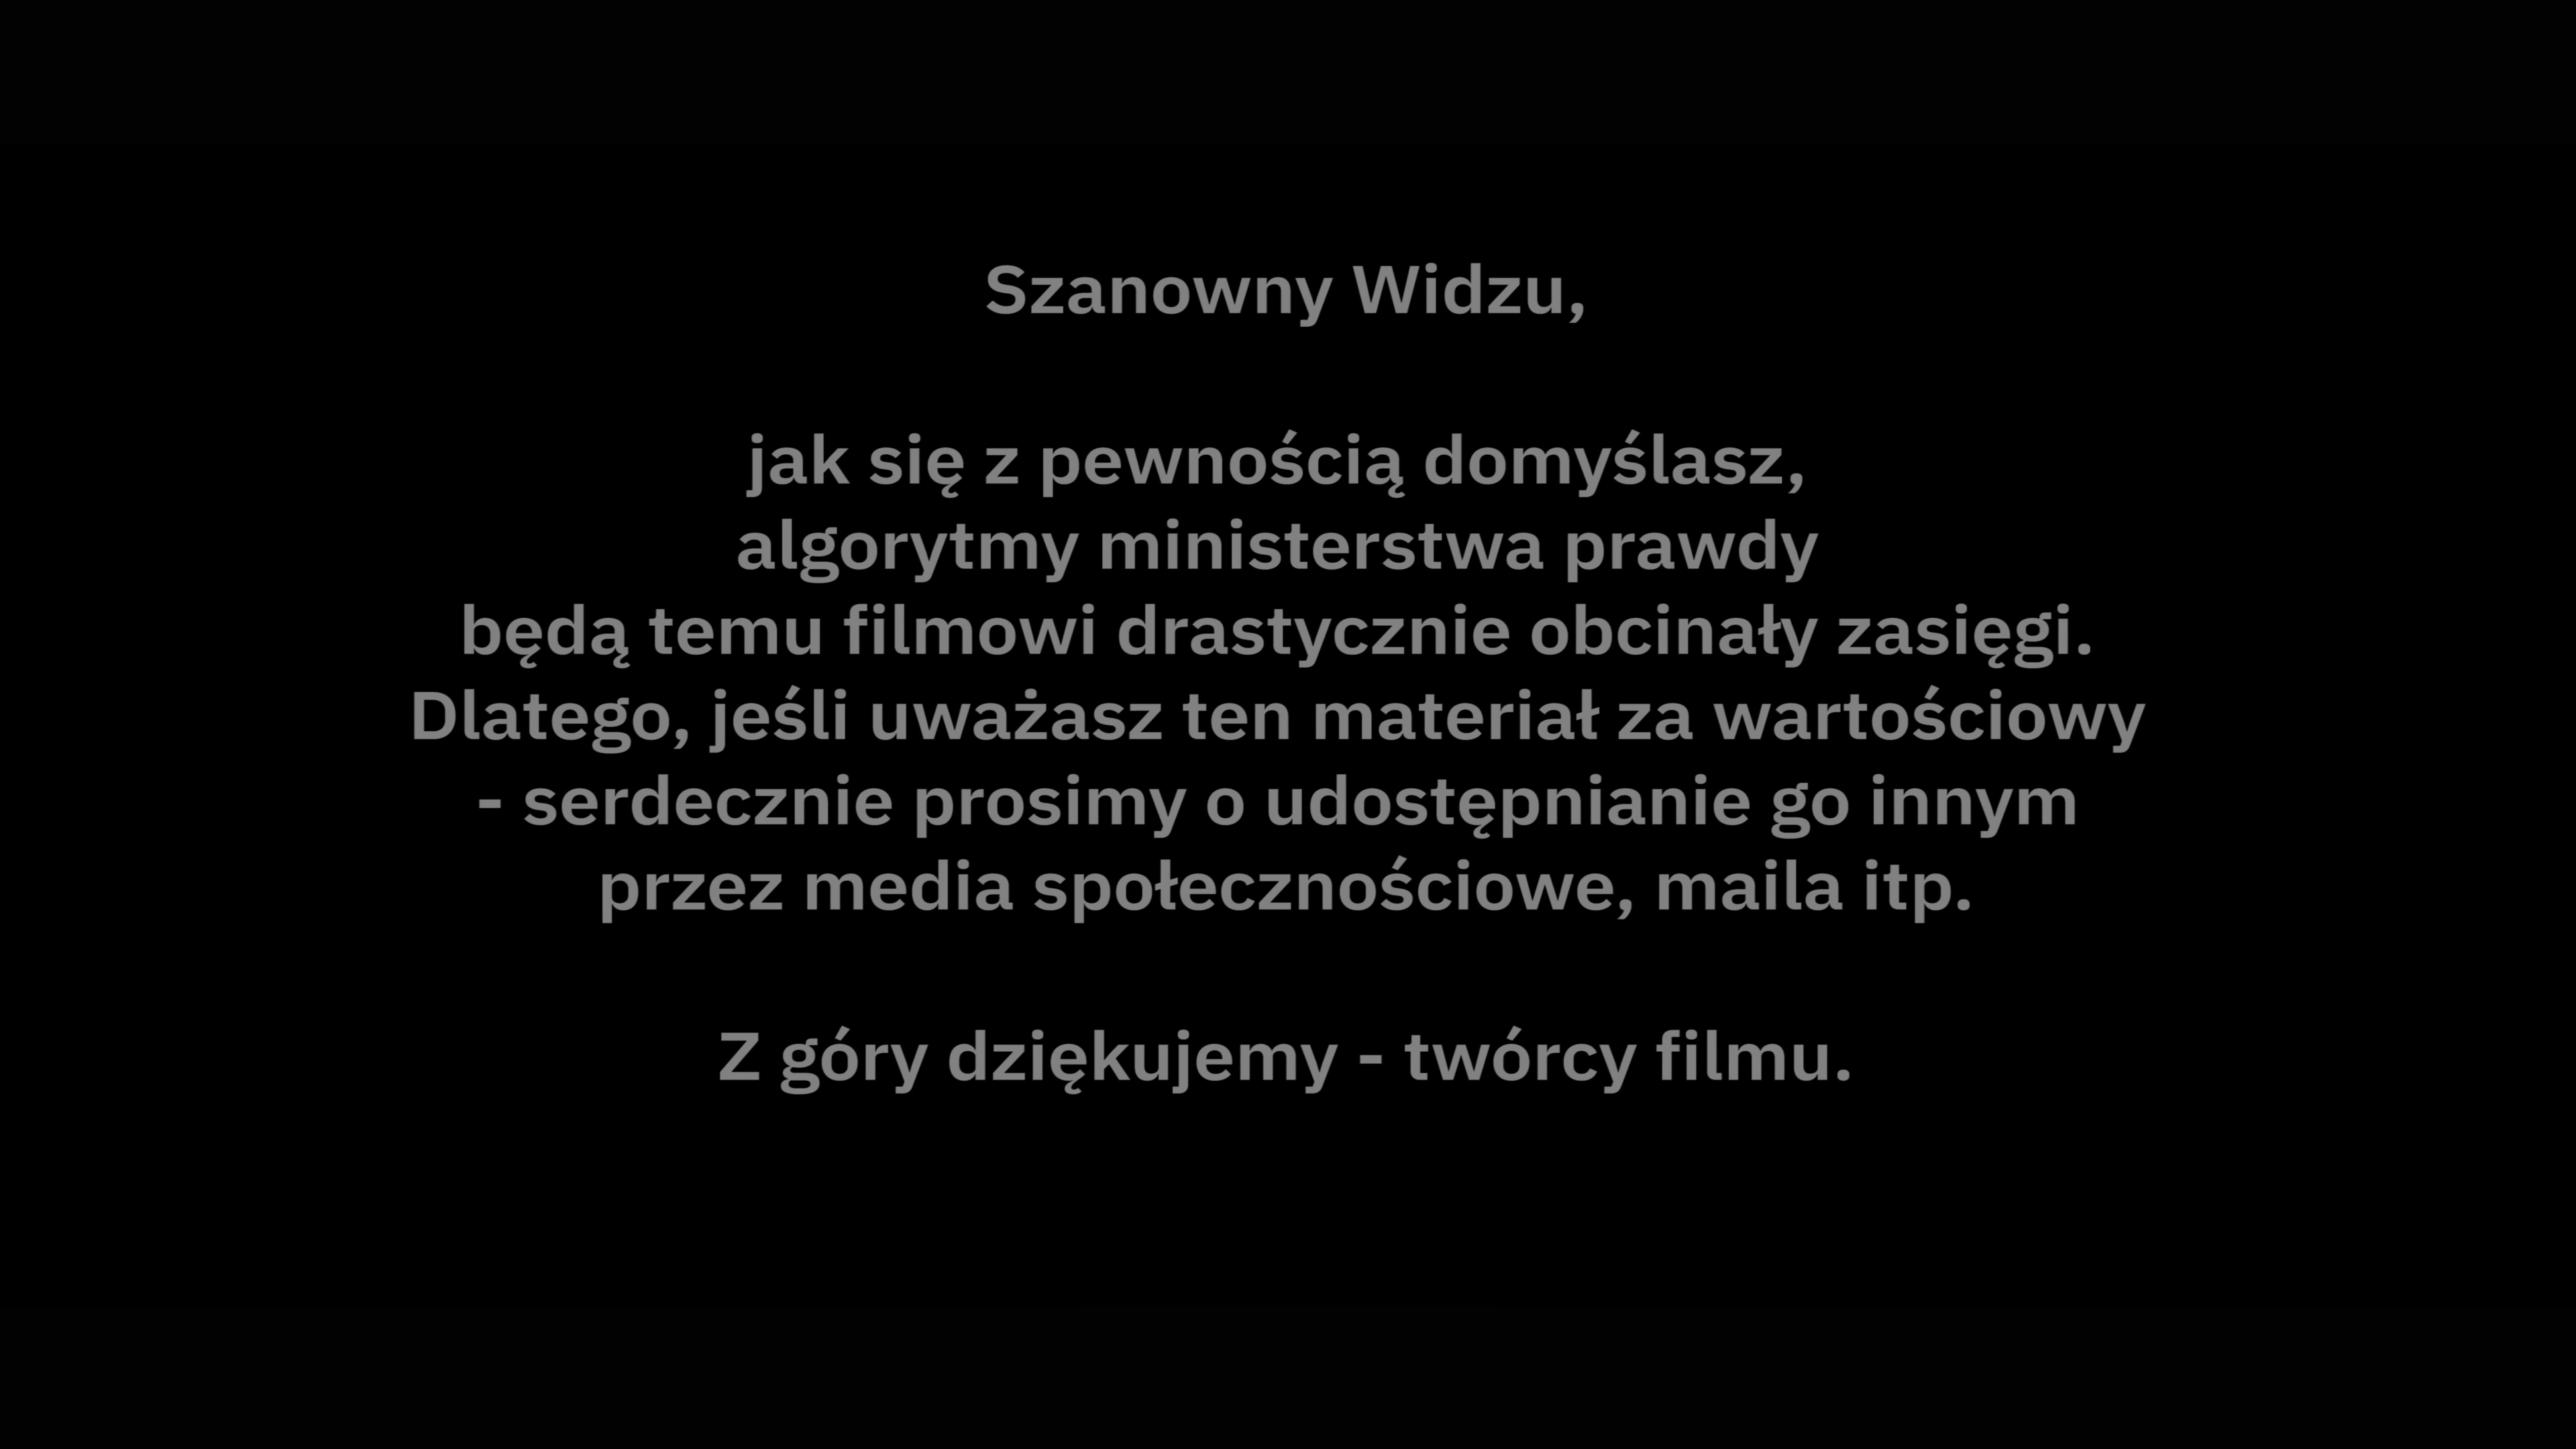 Szanowny Widzu,
jak się z pewnością domyślasz,
algorytmy ministerstwa prawdy
będą temu filmowi drastycznie obcinały zasięgi.
Dlatego, jeśli uważasz ten materiał za wartościowy
- serdecznie prosimy o udostępnianie go innym
przez media społecznościowe, maila itp.
Z góry dziękujemy - twórcy filmu.